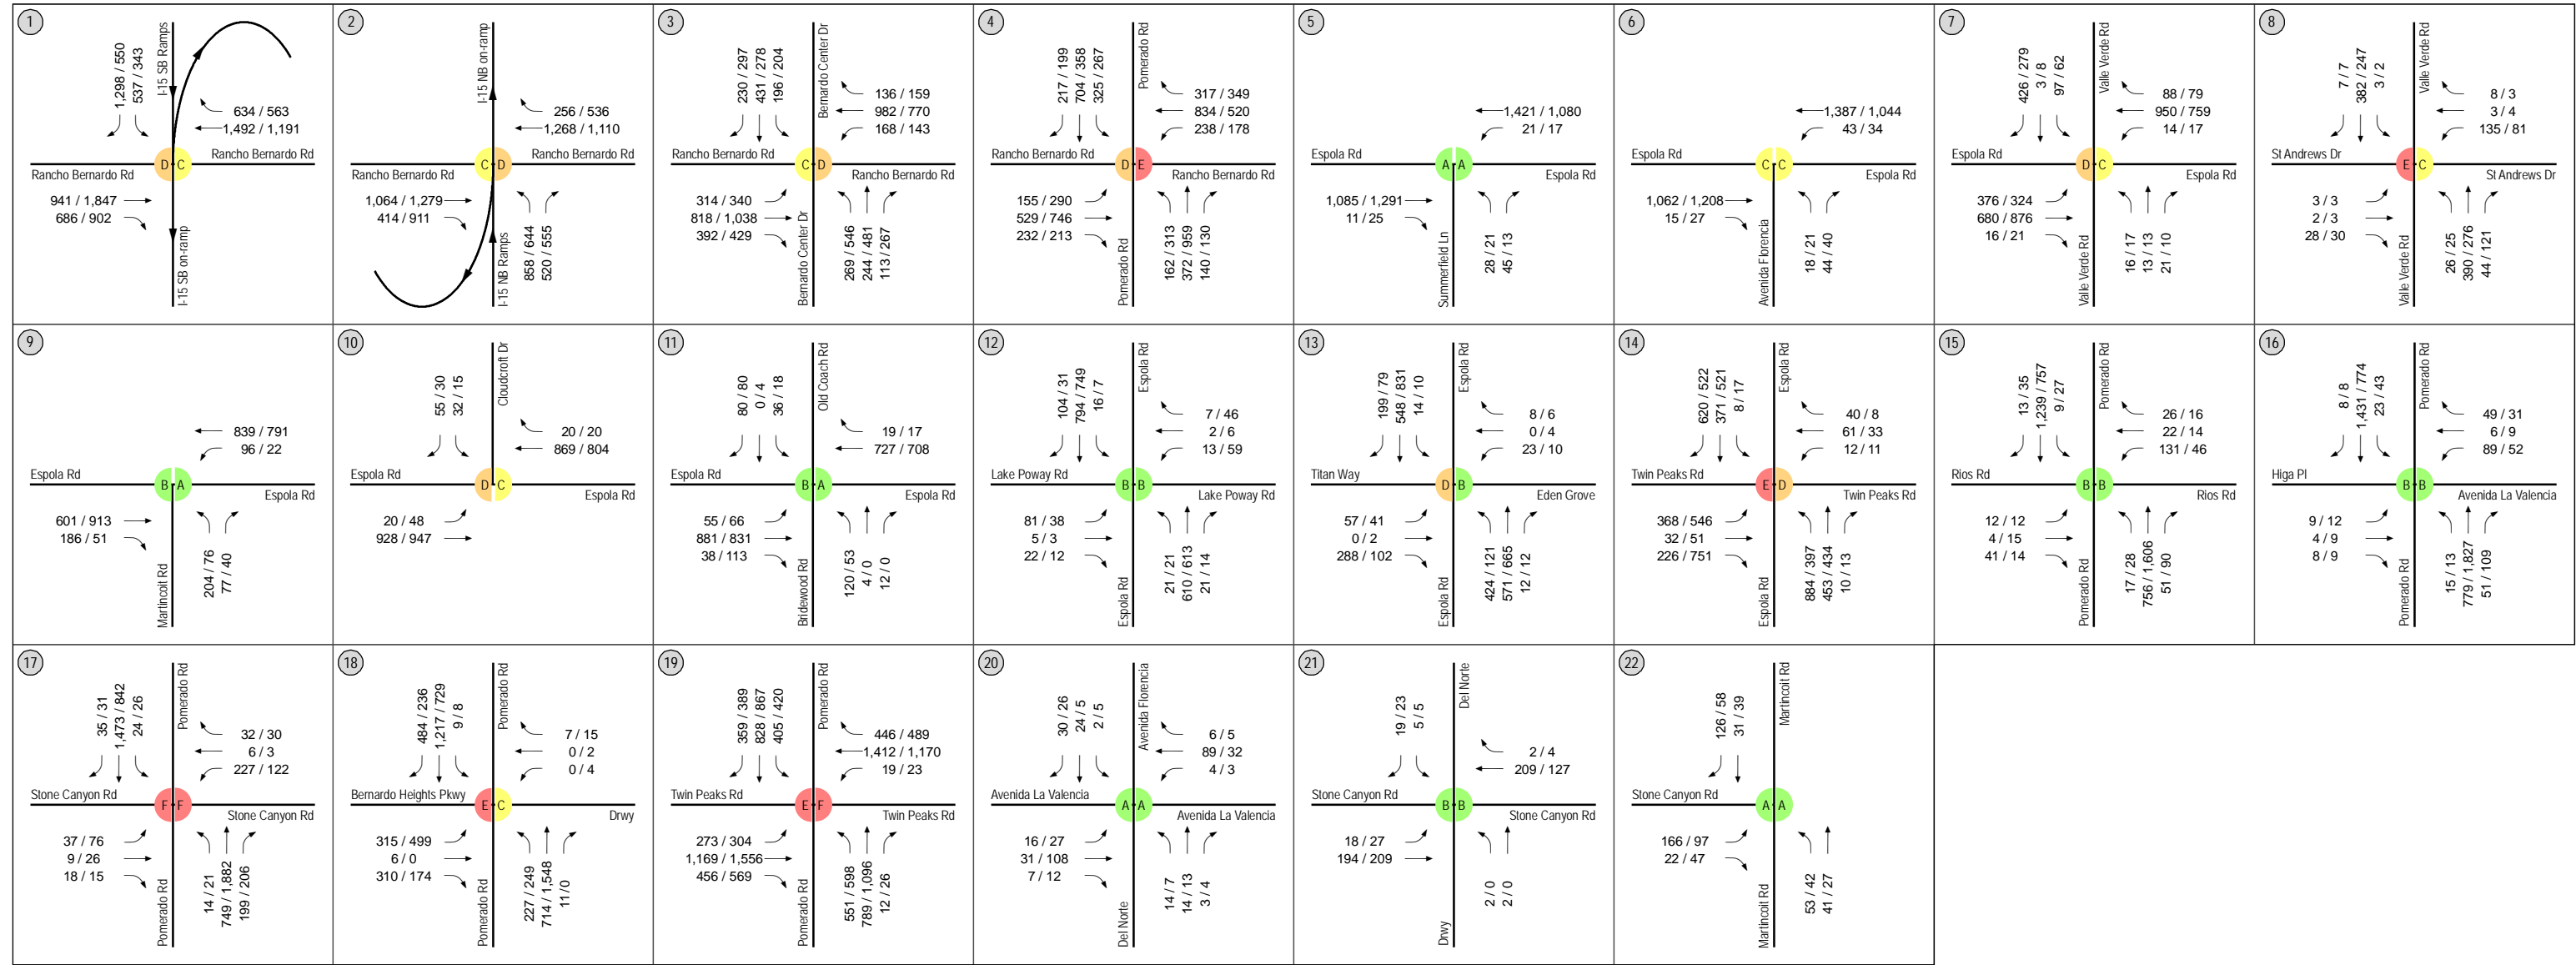 1
1,298 / 550
537 / 343
I-15 SB Ramps
634 / 563
1,492 / 1,191
Rancho Bernardo Rd
D C
Rancho Bernardo Rd
941 / 1,847
686 / 902
I-15 SB on-ramp
2
I-15 NB on-ramp
256 / 536
1,268 / 1,110
Rancho Bernardo Rd
C D
Rancho Bernardo Rd
1,064 / 1,279
414 / 911
I-15 NB Ramps
858 / 644
520 / 555
3
230 / 297
431 / 278
196 / 204
Bernardo Center Dr
136 / 159
982 / 770
168 / 143
Rancho Bernardo Rd
C D
Rancho Bernardo Rd
314 / 340
818 / 1,038
392 / 429
Bernardo Center Dr
269 / 546
244 / 481
113 / 267
4
217 / 199
704 / 358
325 / 267
Pomerado Rd
317 / 349
834 / 520
238 / 178
Rancho Bernardo Rd
D E
Rancho Bernardo Rd
155 / 290
529 / 746
232 / 213
Pomerado Rd
162 / 313
372 / 959
140 / 130
5
1,421 / 1,080
21 / 17
Espola Rd
A A
Espola Rd
1,085 / 1,291
11 / 25
Summerfield Ln
28 / 21
45 / 13
6
1,387 / 1,044
43 / 34
Espola Rd
C C
Espola Rd
1,062 / 1,208
15 / 27
Avenida Florencia
18 / 21
44 / 40
7
426 / 279
3 / 8
97 / 62
Valle Verde Rd
88 / 79
950 / 759
14 / 17
Espola Rd
D C
Espola Rd
376 / 324
680 / 876
16 / 21
Valle Verde Rd
16 / 17
13 / 13
21 / 10
8
7 / 7
382 / 247
3 / 2
Valle Verde Rd
8 / 3
3 / 4
135 / 81
St Andrews Dr
E C
St Andrews Dr
3 / 3
2 / 3
28 / 30
Valle Verde Rd
26 / 25
390 / 276
44 / 121
9
839 / 791
96 / 22
Espola Rd
B A
Espola Rd
601 / 913
186 / 51
Martincoit Rd
204 / 76
77 / 40
10
55 / 30
32 / 15
Cloudcroft Dr
20 / 20
869 / 804
Espola Rd
D C
Espola Rd
20 / 48
928 / 947
11
80 / 80
0 / 4
36 / 18
Old Coach Rd
19 / 17
727 / 708
Espola Rd
B A
Espola Rd
55 / 66
881 / 831
38 / 113
Bridewood Rd
120 / 53
4 / 0
12 / 0
12
104 / 31
794 / 749
16 / 7
Espola Rd
7 / 46
2 / 6
13 / 59
Lake Poway Rd
B B
Lake Poway Rd
81 / 38
5 / 3
22 / 12
Espola Rd
21 / 21
610 / 613
21 / 14
13
199 / 79
548 / 831
14 / 10
Espola Rd
8 / 6
0 / 4
23 / 10
Titan Way
D B
Eden Grove
57 / 41
0 / 2
288 / 102
Espola Rd
424 / 121
571 / 665
12 / 12
14
620 / 522
371 / 521
8 / 17
Espola Rd
40 / 8
61 / 33
12 / 11
Twin Peaks Rd
E D
Twin Peaks Rd
368 / 546
32 / 51
226 / 751
Espola Rd
884 / 397
453 / 434
10 / 13
15
13 / 35
1,239 / 757
9 / 27
Pomerado Rd
26 / 16
22 / 14
131 / 46
Rios Rd
B B
Rios Rd
12 / 12
4 / 15
41 / 14
Pomerado Rd
17 / 28
756 / 1,606
51 / 90
16
8 / 8
1,431 / 774
23 / 43
Pomerado Rd
49 / 31
6 / 9
89 / 52
Higa Pl
B B
Avenida La Valencia
9 / 12
4 / 9
8 / 9
Pomerado Rd
15 / 13
779 / 1,827
51 / 109
17
35 / 31
1,473 / 842
24 / 26
Pomerado Rd
32 / 30
6 / 3
227 / 122
Stone Canyon Rd
F F
Stone Canyon Rd
37 / 76
9 / 26
18 / 15
Pomerado Rd
14 / 21
749 / 1,882
199 / 206
18
484 / 236
1,217 / 729
9 / 8
Pomerado Rd
7 / 15
0 / 2
0 / 4
Bernardo Heights Pkwy
E C
Drwy
315 / 499
6 / 0
310 / 174
Pomerado Rd
227 / 249
714 / 1,548
11 / 0
19
359 / 389
828 / 867
405 / 420
Pomerado Rd
446 / 489
1,412 / 1,170
19 / 23
Twin Peaks Rd
E F
Twin Peaks Rd
273 / 304
1,169 / 1,556
456 / 569
Pomerado Rd
551 / 598
789 / 1,096
12 / 26
20
30 / 26
24 / 5
2 / 5
Avenida Florencia
6 / 5
89 / 32
4 / 3
Avenida La Valencia
A A
Avenida La Valencia
16 / 27
31 / 108
7 / 12
Del Norte
14 / 7
14 / 13
3 / 4
21
19 / 23
5 / 5
Del Norte
2 / 4
209 / 127
Stone Canyon Rd
B B
Stone Canyon Rd
18 / 27
194 / 209
Drwy
2 / 0
2 / 0
22
126 / 58
31 / 39
Martincoit Rd
Stone Canyon Rd
A A
166 / 97
22 / 47
Martincoit Rd
53 / 42
41 / 27